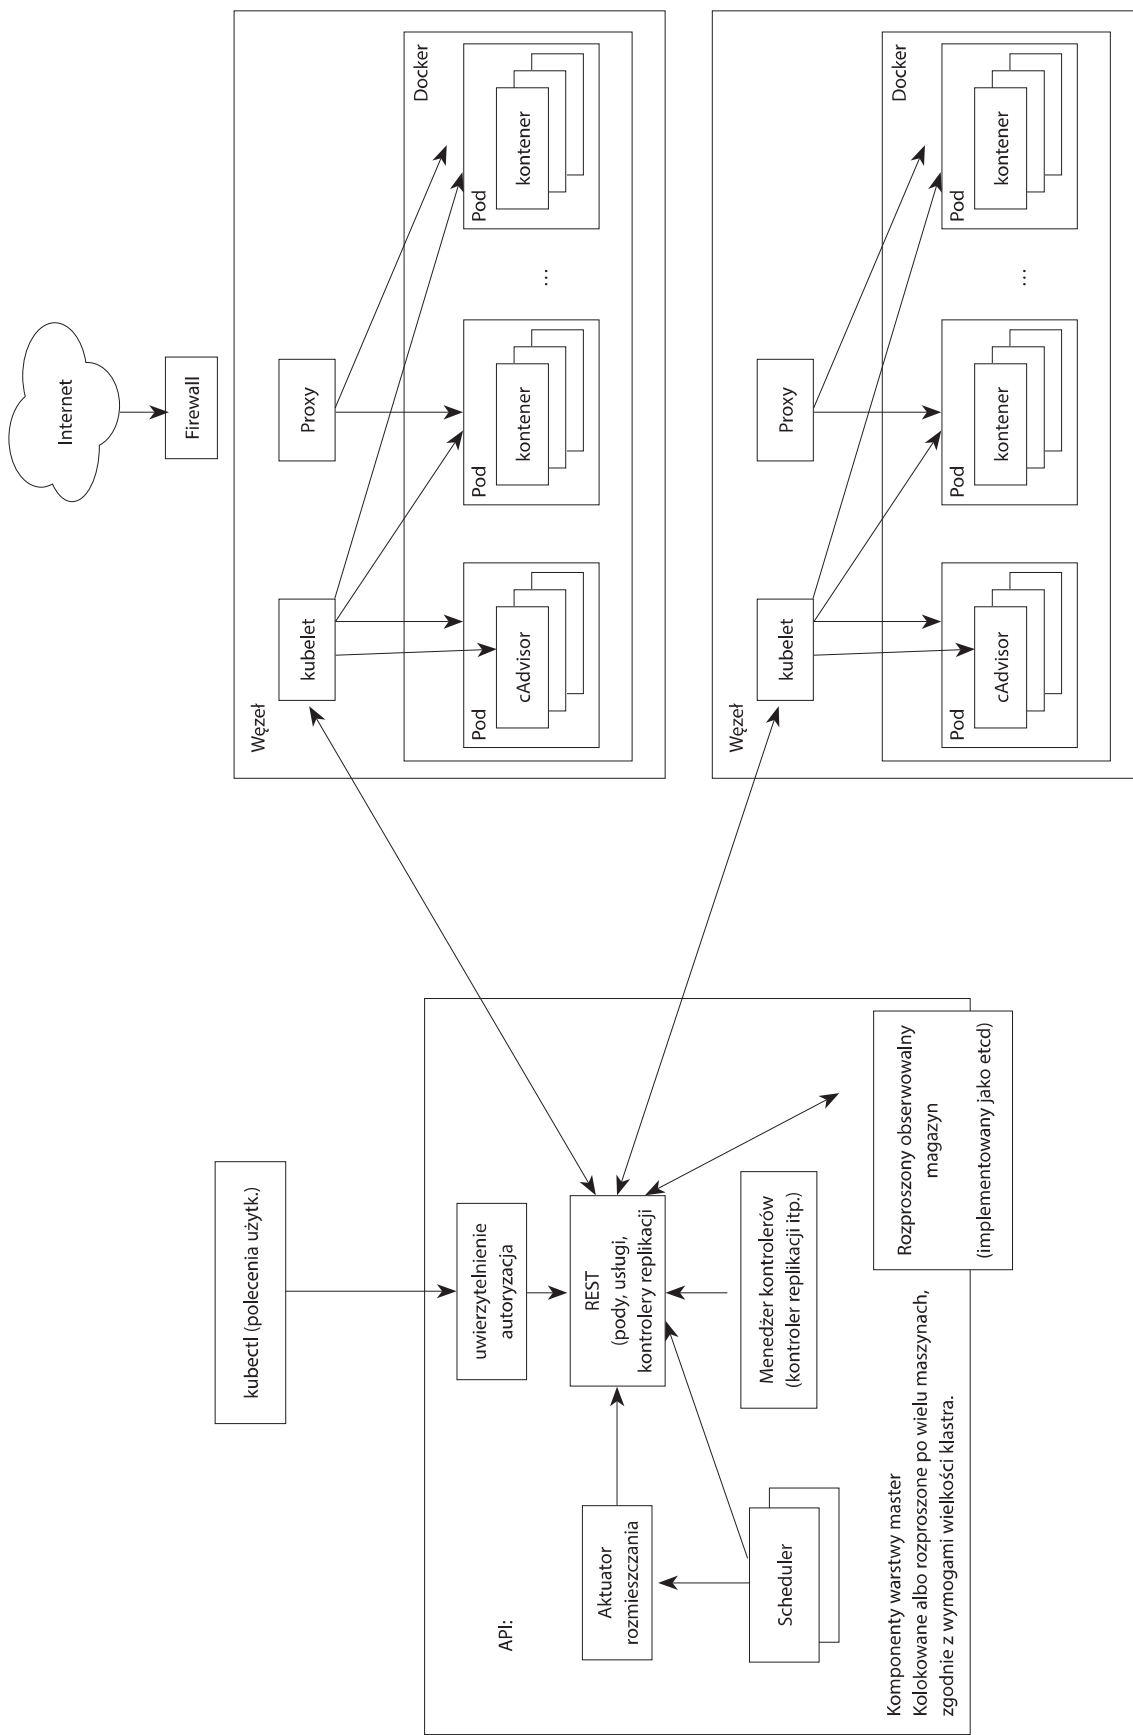 kubectl (polecenia użytk.)
API:
uwierzytelnienie
autoryzacja
Aktuator
rozmieszczania
REST
(pody, usługi,
kontrolery replikacji
Scheduler
Menedżer kontrolerów
(kontroler replikacji itp.)
Rozproszony obserwowalny
magazyn
(implementowany jako etcd)
Komponenty warstwy master
Kolokowane albo rozproszone po wielu maszynach,
zgodnie z wymogami wielkości klastra.
Internet
Firewall
Węzeł
kubelet
Proxy
Docker
Pod
cAdvisor
Pod
kontener
...
Pod
kontener
Węzeł
kubelet
Proxy
Docker
Pod
cAdvisor
Pod
kontener
...
Pod
kontener